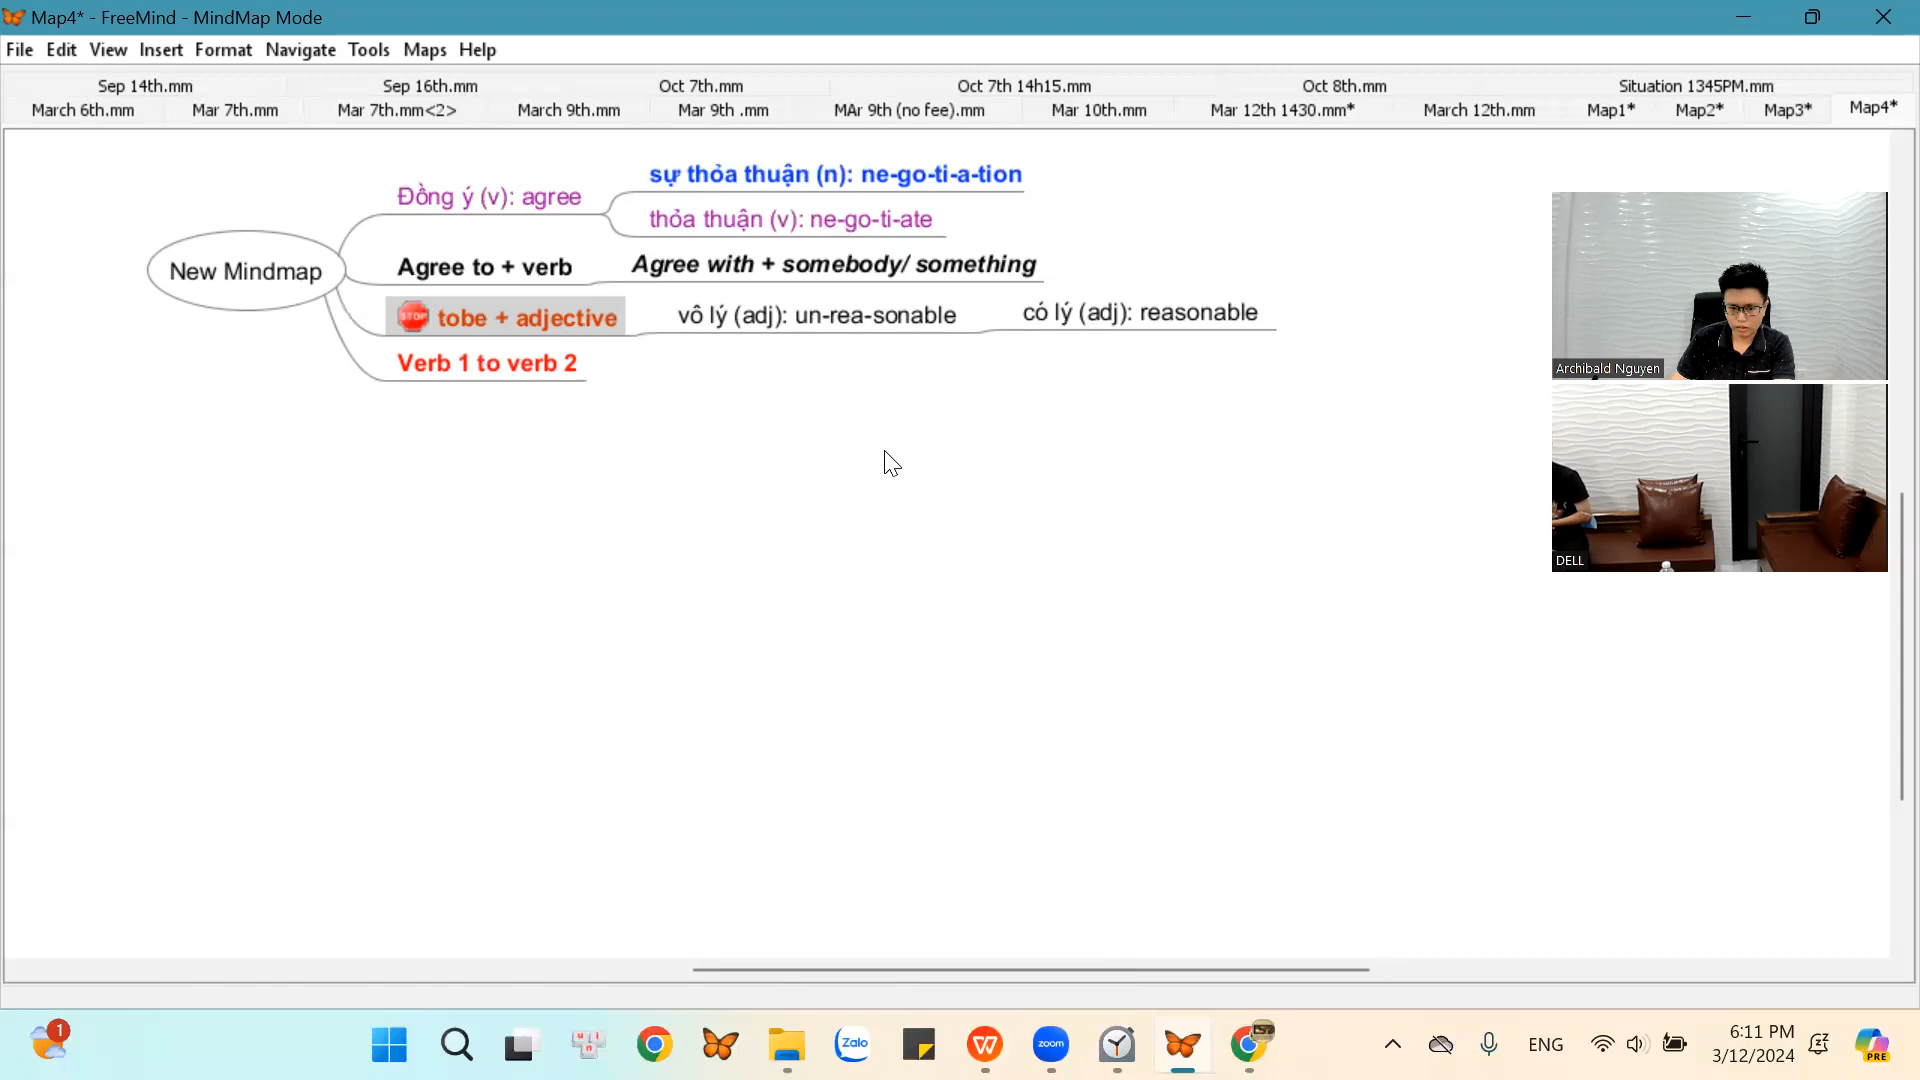 Map4* - FreeMind - MindMap Mode
File Edit View Insert Format Navigate Tools Maps Help
Sep 14th.mm Sep 16th.mm Oct 7th.mm Oct 7th 14h15.mm Oct 8th.mm Situation 1345PM.mm
March 6th.mm Mar 7th.mm Mar 7th.mm<2> March 9th.mm Mar 9th .mm MAr 9th (no fee).mm Mar 10th.mm Mar 12th 1430.mm* March 12th.mm Map1* Map2* Map3* Map4*
New Mindmap
Đồng ý (v): agree
sự thỏa thuận (n): ne-go-ti-a-tion
thỏa thuận (v): ne-go-ti-ate
Agree to + verb
Agree with + somebody/ something
STOP tobe + adjective
vô lý (adj): un-rea-sonable
có lý (adj): reasonable
Verb 1 to verb 2
Archibald Nguyen
DELL
1
u i n
Zalo
zoom
ENG
6:11 PM
3/12/2024
PRE